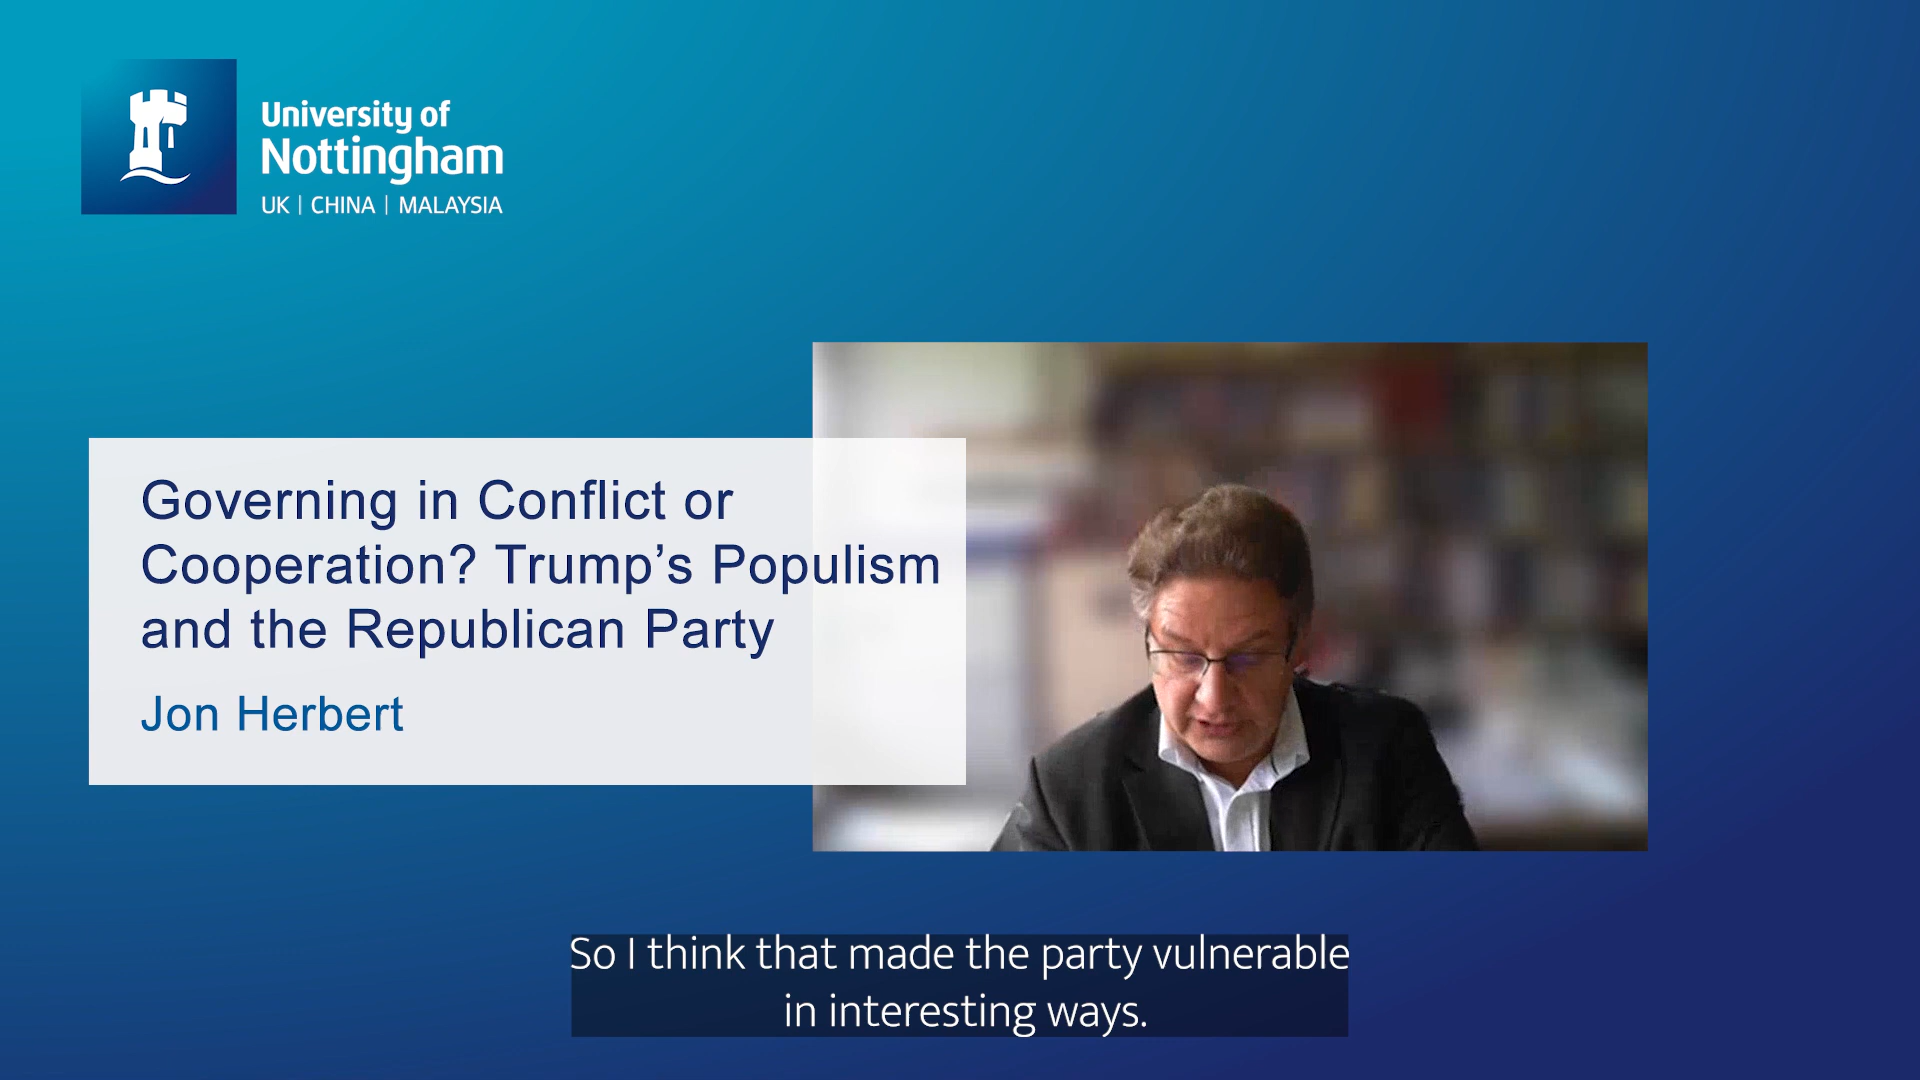 University of
Nottingham
UK | CHINA | MALAYSIA
Governing in Conflict or
Cooperation? Trump’s Populism
and the Republican Party
Jon Herbert
So I think that made the party vulnerable
in interesting ways.